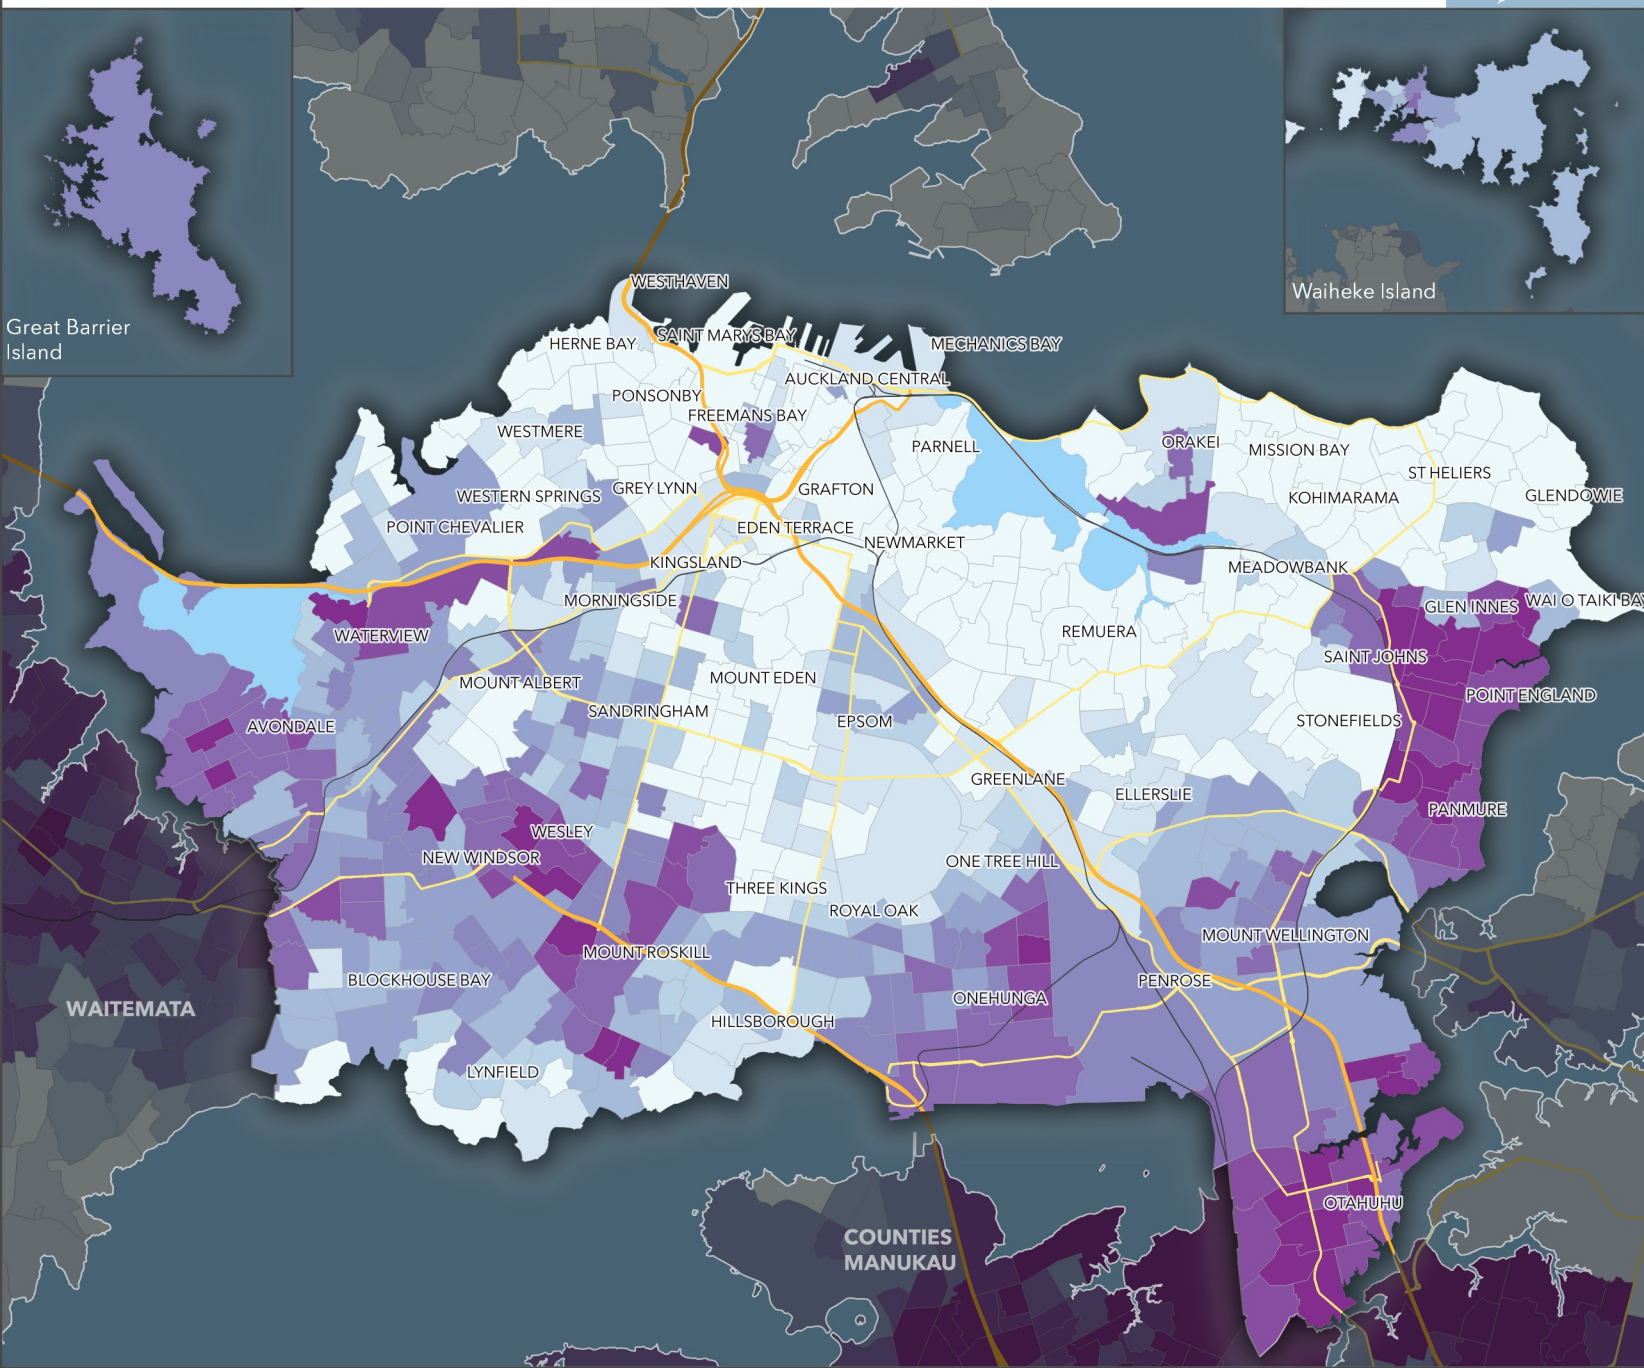 Great Barrier
Island
Waiheke Island
WESTHAVEN
SAINT MARYS BAY
HERNE BAY
MECHANICS BAY
AUCKLAND CENTRAL
PONSONBY
FREEMANS BAY
WESTMERE
PARNELL
ORAKEI
MISSION BAY
ST HELIERS
WESTERN SPRINGS
GREY LYNN
GRAFTON
KOHIMARAMA
GLENDOWIE
POINT CHEVALIER
EDEN TERRACE
NEWMARKET
KINGSLAND
MEADOWBANK
MORNINGSIDE
GLEN INNES
WAI O TAIKI BAY
WATERVIEW
REMUERA
SAINT JOHNS
MOUNT ALBERT
MOUNT EDEN
POINT ENGLAND
SANDRINGHAM
EPSOM
STONEFIELDS
AVONDALE
GREENLANE
ELLERSLIE
PANMURE
WESLEY
NEW WINDSOR
ONE TREE HILL
THREE KINGS
ROYAL OAK
MOUNT WELLINGTON
MOUNT ROSKILL
BLOCKHOUSE BAY
PENROSE
ONEHUNGA
WAITEMATA
HILLSBOROUGH
LYNFIELD
OTAHUHU
COUNTIES
MANUKAU